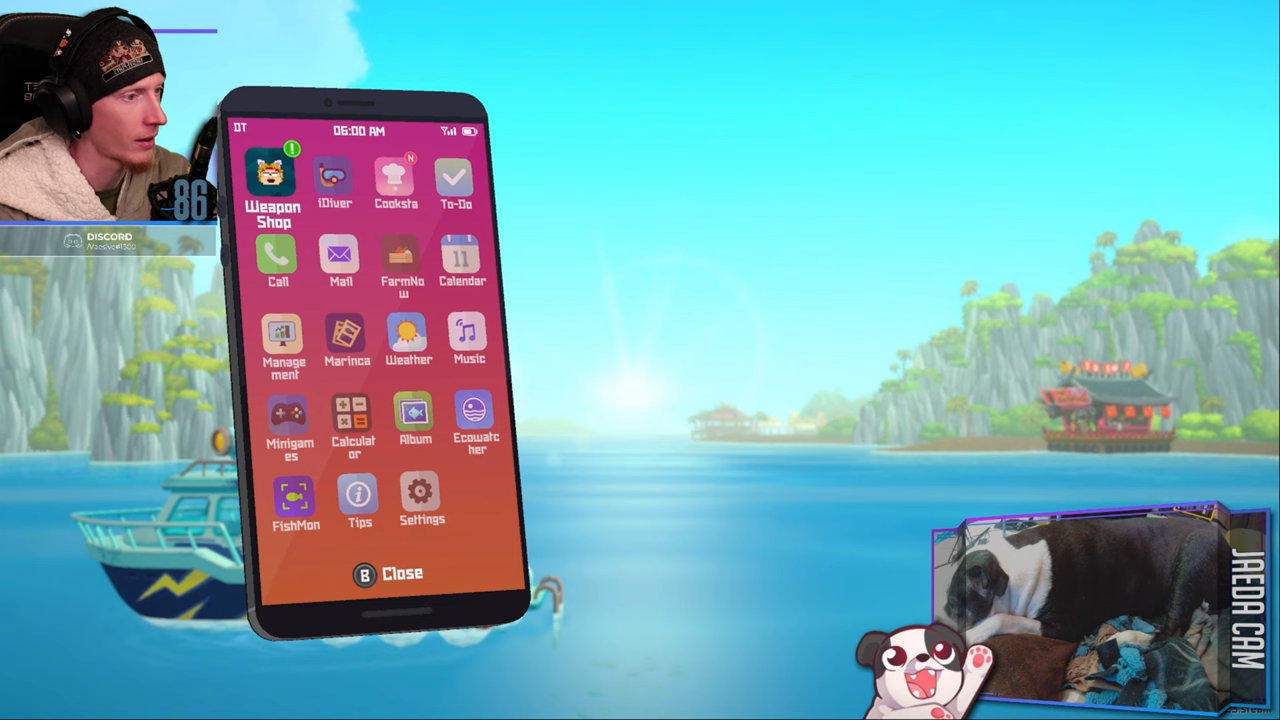 86
DISCORD
DT
06:00 AM
Weapon
Shop
iDiver
N
Cooksta
To-Do
Call
Mail
FarmNo
w
11
Calendar
Manage
ment
Marinca
Weather
Music
Minigam
es
Calculat
or
Album
Ecowatc
her
FishMon
Tips
Settings
B Close
JAEDA CAM